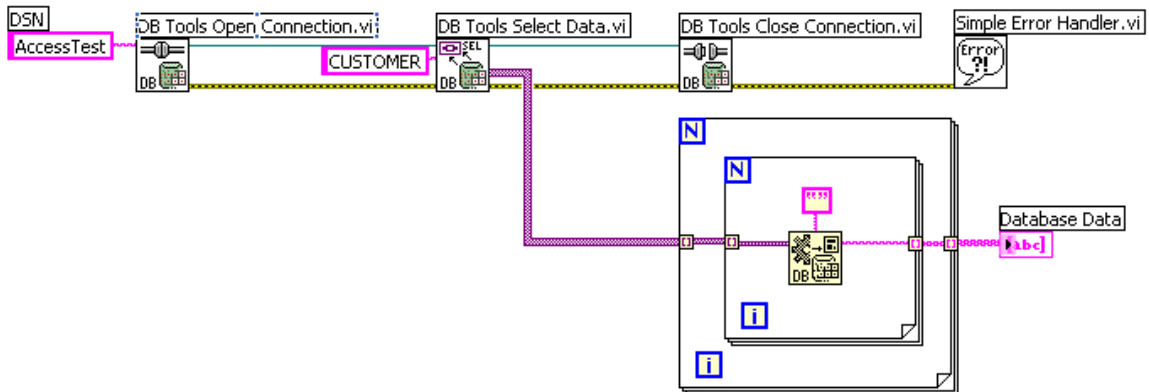 DSN
AccessTest
DB Tools Open Connection.vi
DB
CUSTOMER
DB Tools Select Data.vi
SEL
DB
DB Tools Close Connection.vi
DB
Simple Error Handler.vi
Error
?!
N
N
""
DB
i
i
Database Data
abc